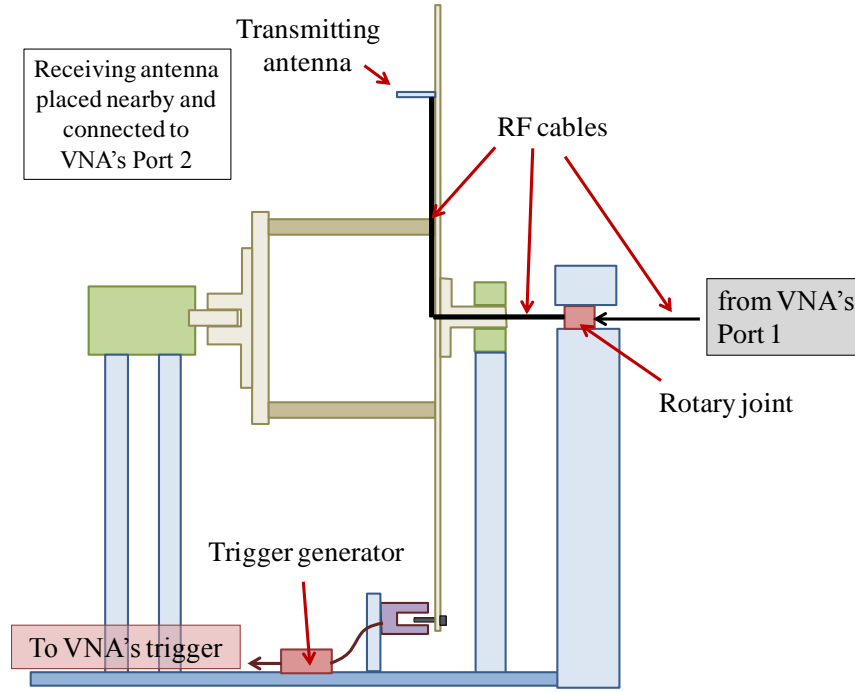 Transmitting
antenna
Receiving antenna
placed nearby and
connected to
VNA’s Port 2
RF cables
from VNA’s
Port 1
Rotary joint
Trigger generator
To VNA’s trigger